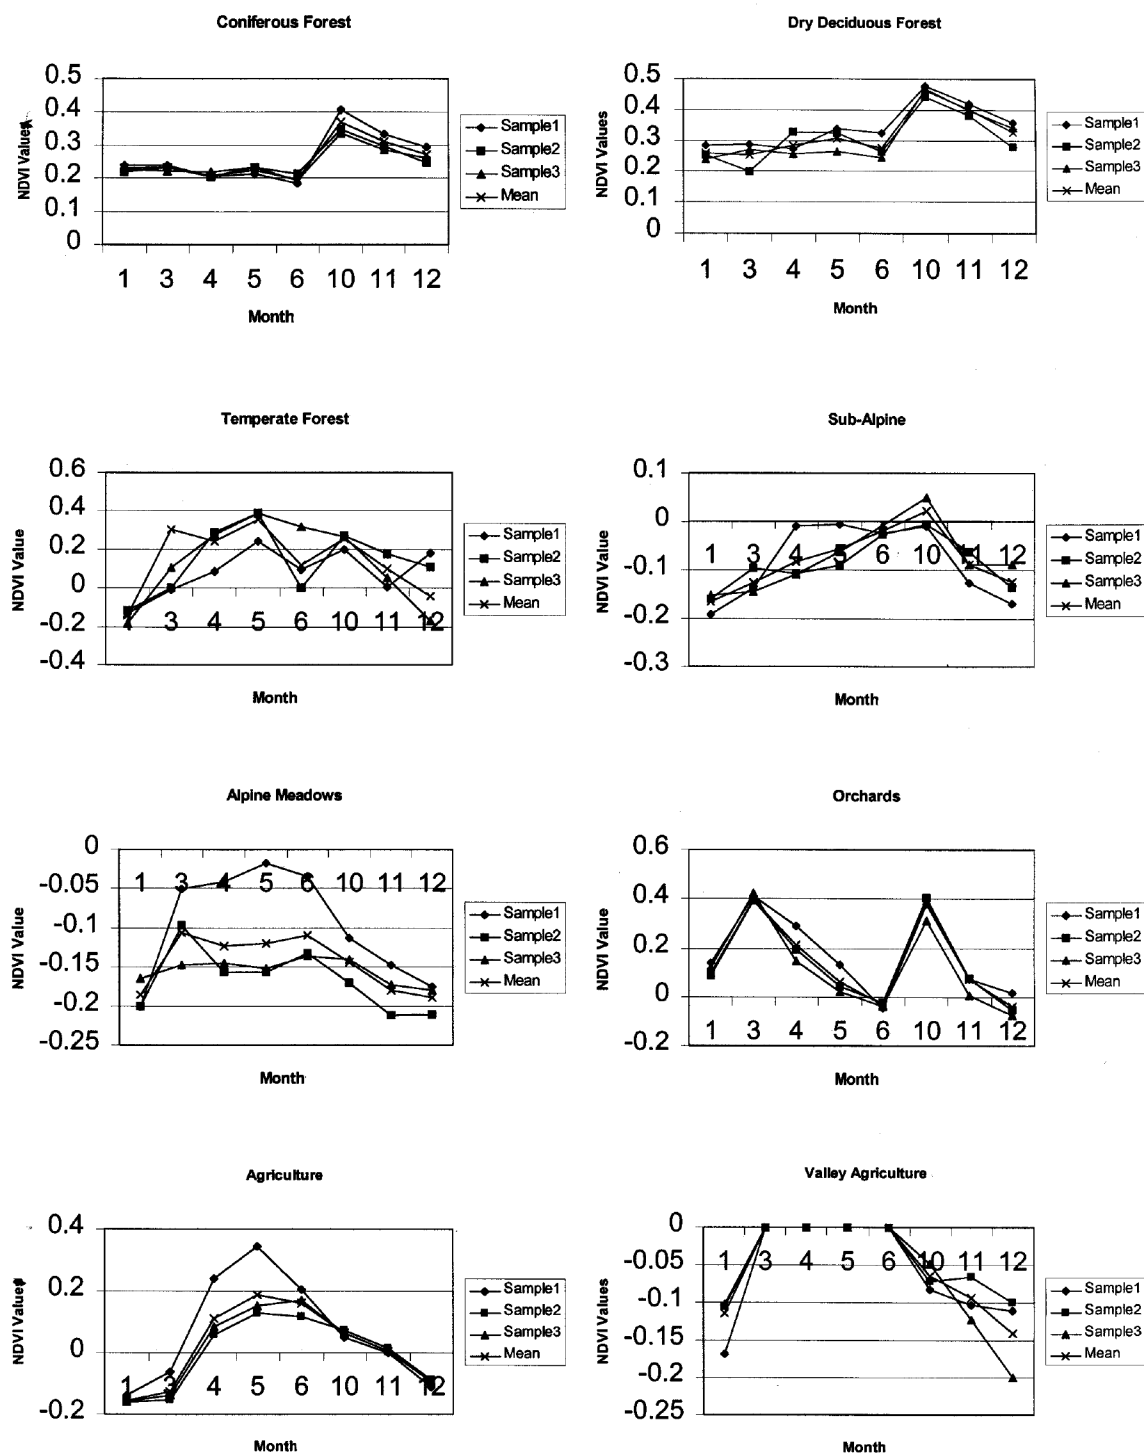 Coniferous Forest
NDVI Values
0.5
0.4
0.3
0.2
0.1
0
1 3 4 5 6 10 11 12
Month
Sample1
Sample2
Sample3
Mean
Dry Deciduous Forest
NDVI Values
0.5
0.4
0.3
0.2
0.1
0
1 3 4 5 6 10 11 12
Month
Sample1
Sample2
Sample3
Mean
Temperate Forest
NDVI Value
0.6
0.4
0.2
0
-0.2
-0.4
1 3 4 5 6 10 11 12
Month
Sample1
Sample2
Sample3
Mean
Sub-Alpine
NDVI Value
0.1
0
-0.1
-0.2
-0.3
1 3 4 5 6 10 11 12
Month
Sample1
Sample2
Sample3
Mean
Alpine Meadows
NDVI Value
0
-0.05
-0.1
-0.15
-0.2
-0.25
1 3 4 5 6 10 11 12
Month
Sample1
Sample2
Sample3
Mean
Orchards
NDVI Value
0.6
0.4
0.2
0
-0.2
1 3 4 5 6 10 11 12
Month
Sample1
Sample2
Sample3
Mean
Agriculture
NDVI Values
0.4
0.2
0
-0.2
1 3 4 5 6 10 11 12
Month
Sample1
Sample2
Sample3
Mean
Valley Agriculture
NDVI Values
0
-0.05
-0.1
-0.15
-0.2
-0.25
1 3 4 5 6 10 11 12
Month
Sample1
Sample2
Sample3
Mean